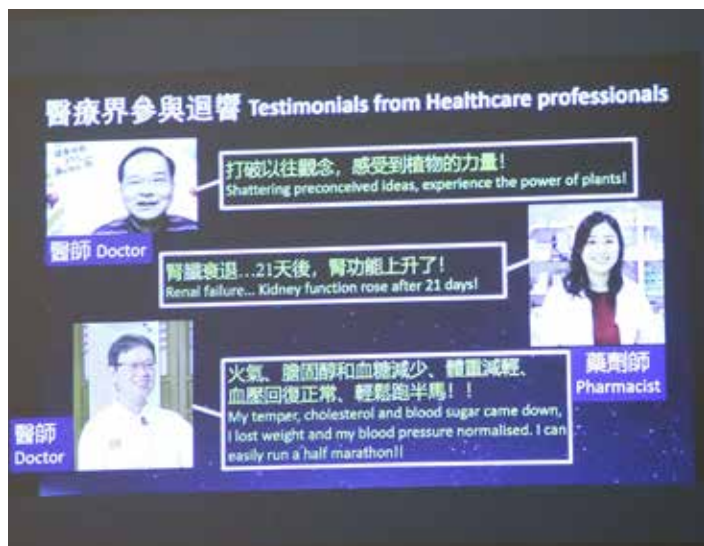 醫療界參與迴響 Testimonials from Healthcare professionals
打破以往觀念，感受到植物的力量！
Shattering preconceived ideas, experience the power of plants!
醫師 Doctor
腎臟衰退...21天後，腎功能上升了！
Renal failure... Kidney function rose after 21 days!
藥劑師
Pharmacist
火氣、膽固醇和血糖減少、體重減輕、
血壓回復正常、輕鬆跑半馬！！
My temper, cholesterol and blood sugar came down,
I lost weight and my blood pressure normalised. I can
easily run a half marathon!!
醫師
Doctor